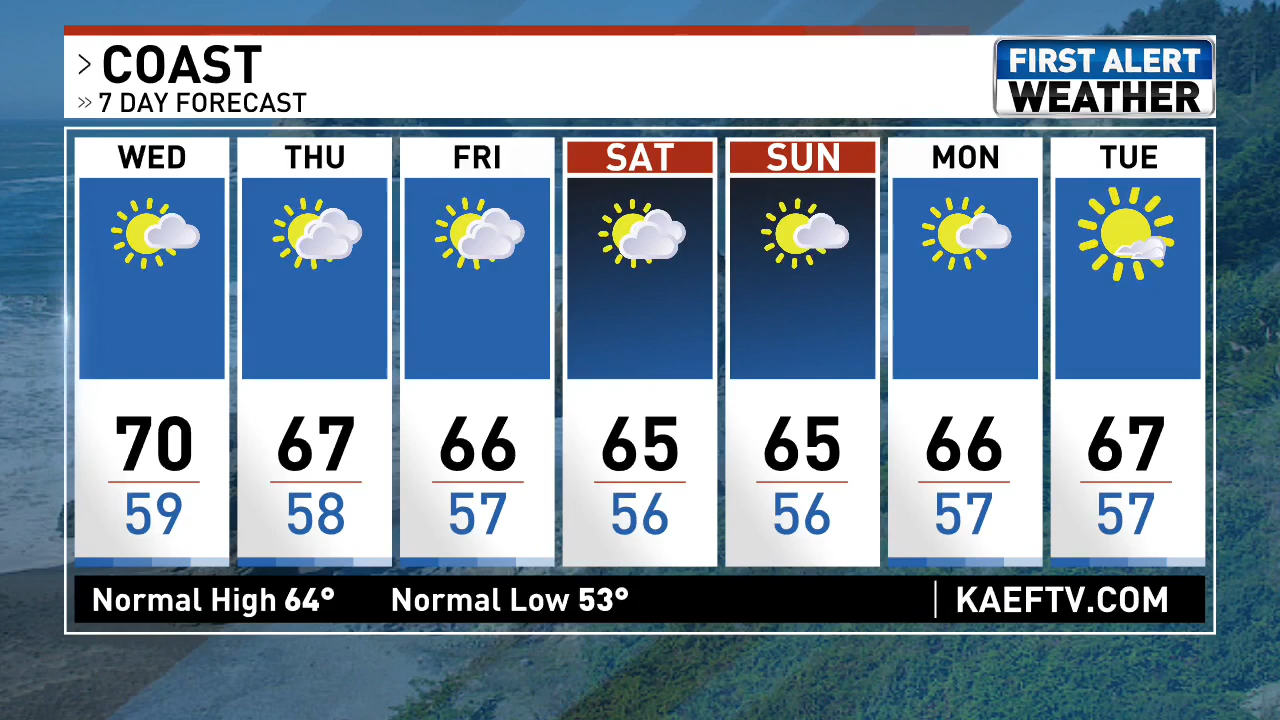 > COAST
» 7 DAY FORECAST
FIRST ALERT
WEATHER
WED THU FRI SAT SUN MON TUE
70 67 66 65 65 66 67
59 58 57 56 56 57 57
Normal High 64° Normal Low 53° | KAEFTV.COM